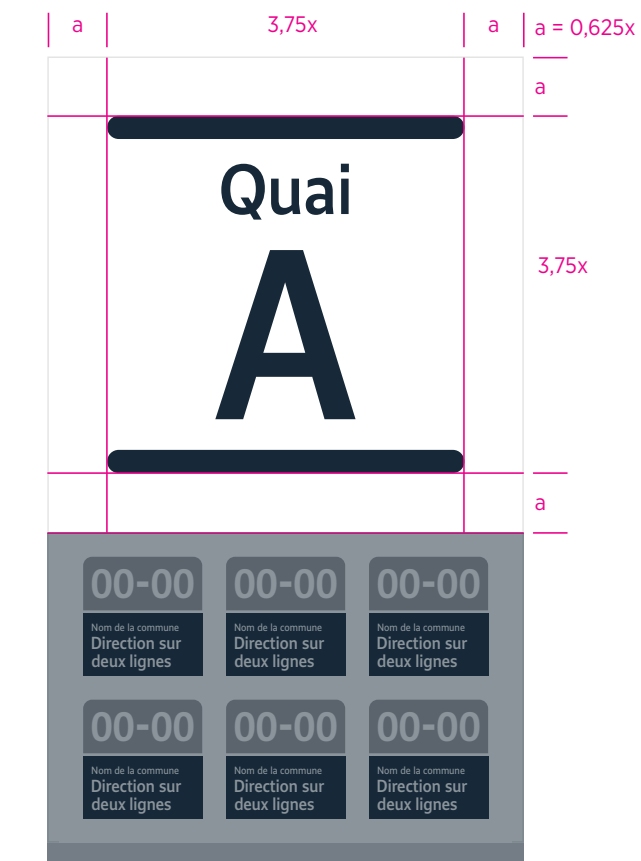 a 3,75x a a = 0,625x
a
Quai
3,75x
A
a
00-00 00-00 00-00
Nom de la commune Nom de la commune Nom de la commune
Direction sur Direction sur Direction sur
deux lignes deux lignes deux lignes
00-00 00-00 00-00
Nom de la commune Nom de la commune Nom de la commune
Direction sur Direction sur Direction sur
deux lignes deux lignes deux lignes